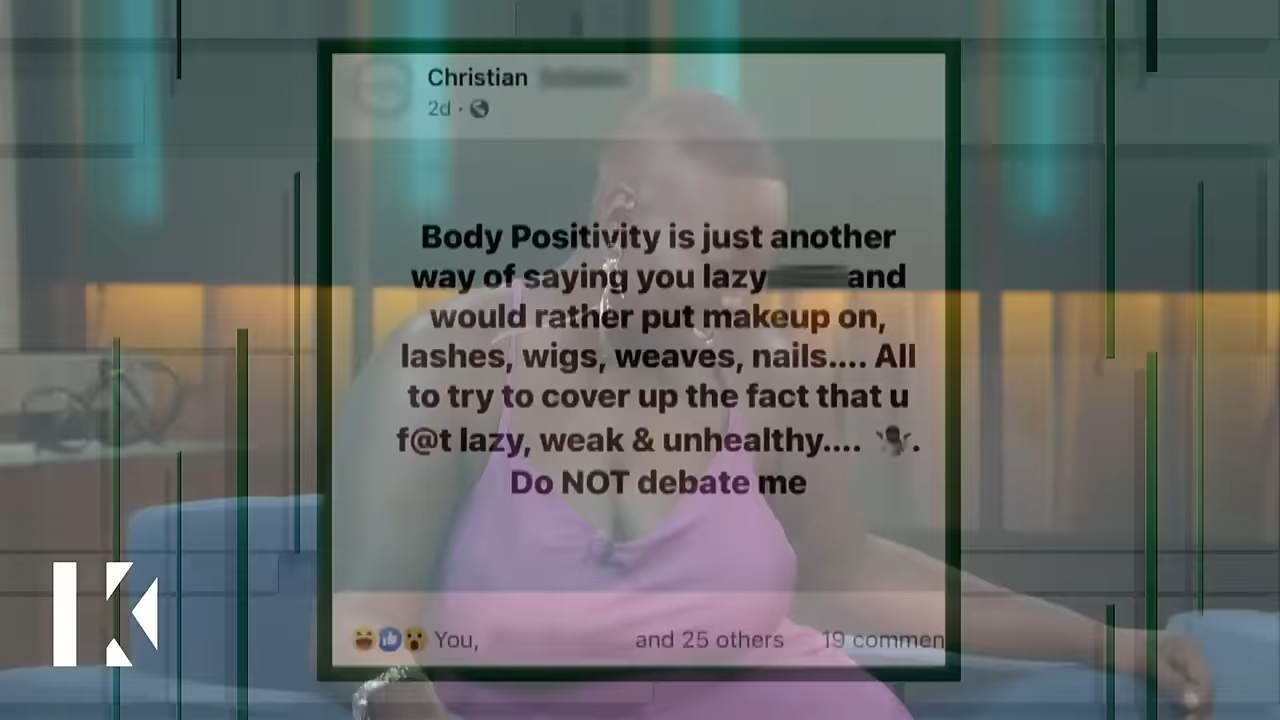 Christian
2d ·
Body Positivity is just another
way of saying you lazy and
would rather put makeup on,
lashes, wigs, weaves, nails.... All
to try to cover up the fact that u
f@t lazy, weak & unhealthy.... 🤷🏿‍♀️.
Do NOT debate me
You, and 25 others 19 commen
K